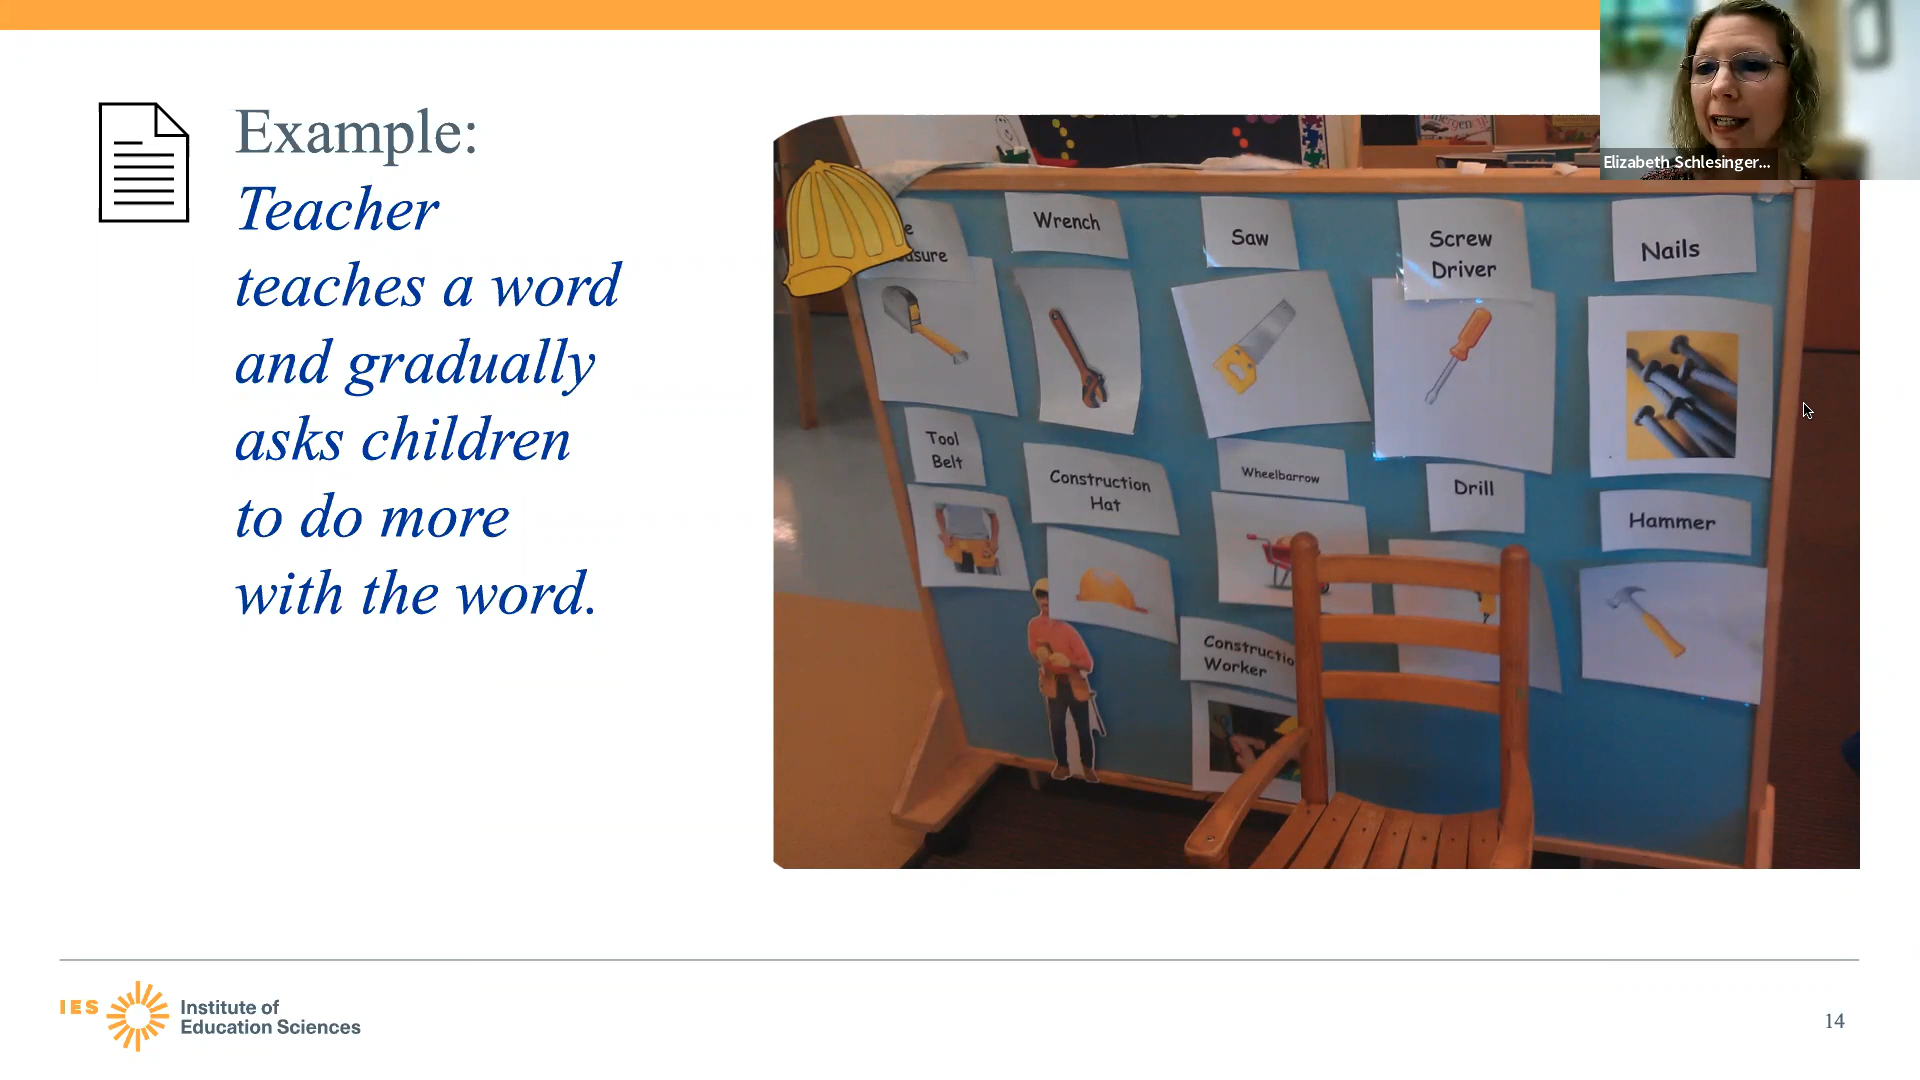 Elizabeth Schlesinger...
Example:
Teacher
teaches a word
and gradually
asks children
to do more
with the word.
Wrench
Saw
Screw
Driver
Nails
Tool
Belt
Construction
Hat
Wheelbarrow
Drill
Hammer
Constructio
Worker
IES
Institute of
Education Sciences
14